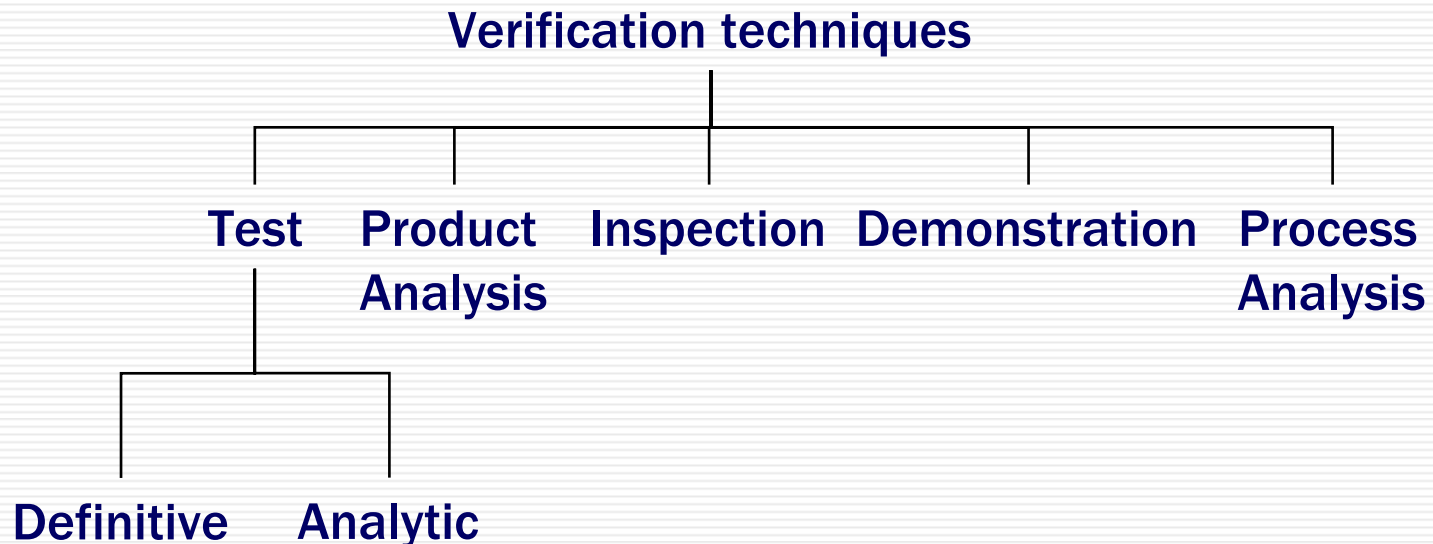 Verification techniques
Test Product Inspection Demonstration Process
Analysis Analysis
Definitive Analytic